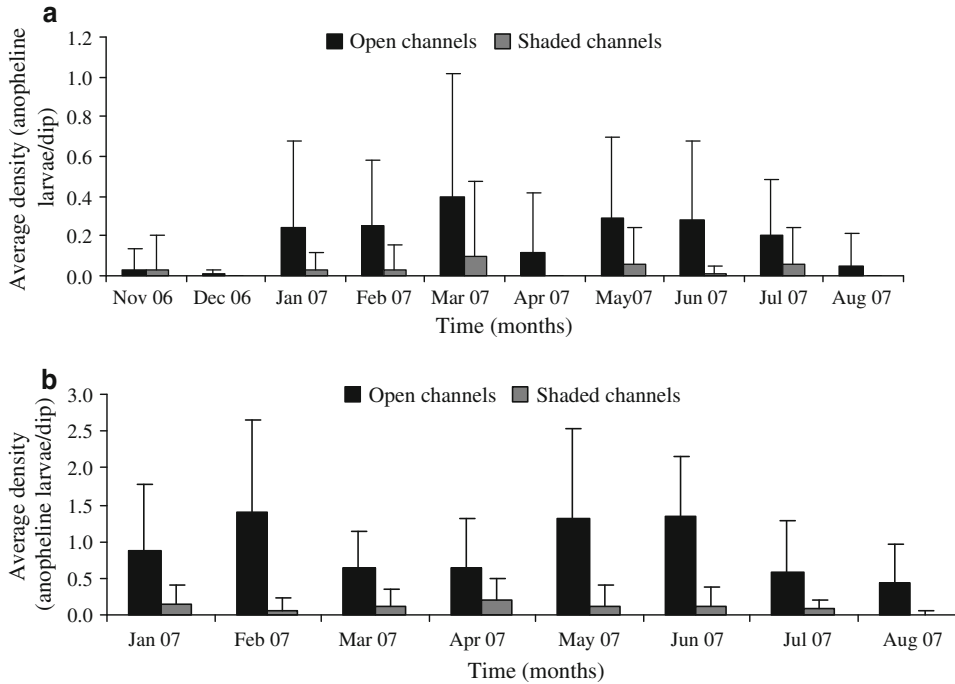 a
Average density (anopheline
larvae/dip)
1.2
1.0
0.8
0.6
0.4
0.2
0.0
Open channels Shaded channels
Nov 06 Dec 06 Jan 07 Feb 07 Mar 07 Apr 07 May07 Jun 07 Jul 07 Aug 07
Time (months)
b
Average density
(anopheline larvae/dip)
3.0
2.5
2.0
1.5
1.0
0.5
0.0
Open channels Shaded channels
Jan 07 Feb 07 Mar 07 Apr 07 May 07 Jun 07 Jul 07 Aug 07
Time (months)